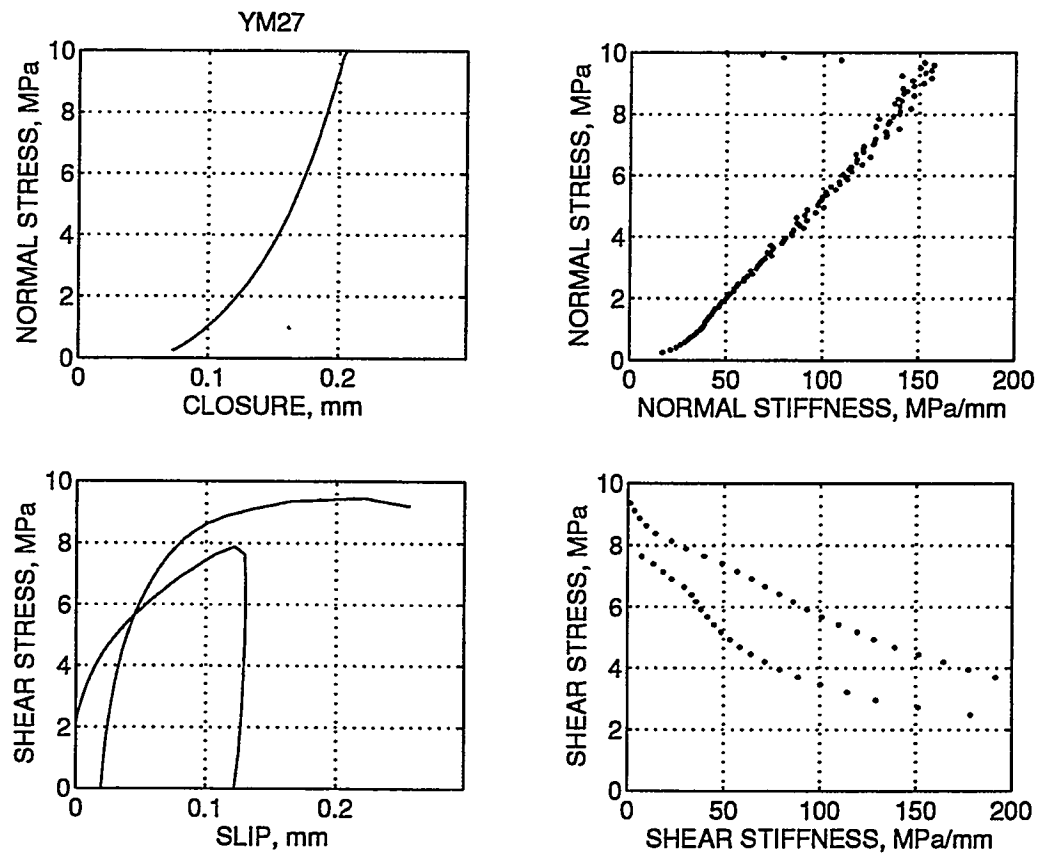 YM27
NORMAL STRESS, MPa
10
8
6
4
2
0
0 0.1 0.2
CLOSURE, mm
NORMAL STRESS, MPa
10
8
6
4
2
0
0 50 100 150 200
NORMAL STIFFNESS, MPa/mm
SHEAR STRESS, MPa
10
8
6
4
2
0
0 0.1 0.2
SLIP, mm
SHEAR STRESS, MPa
10
8
6
4
2
0
0 50 100 150 200
SHEAR STIFFNESS, MPa/mm